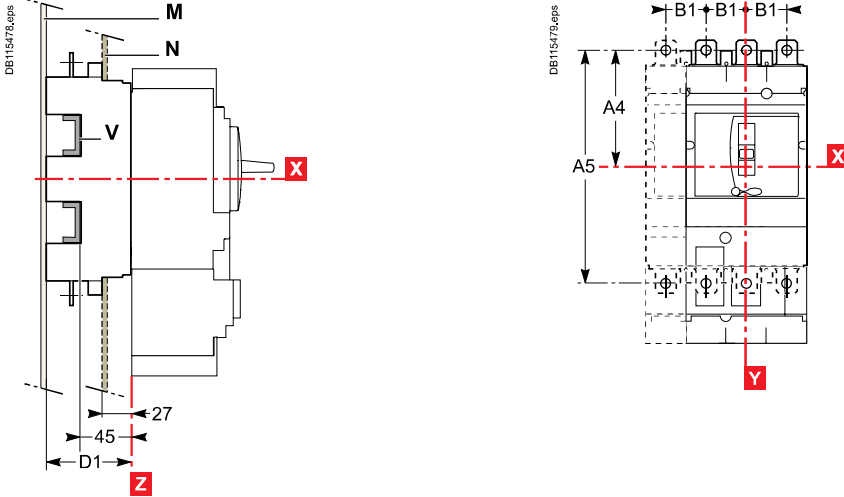 DB115478.eps
M
N
V
X
27
45
D1
Z
DB115479.eps
B1 B1 B1
A4
A5
X
Y